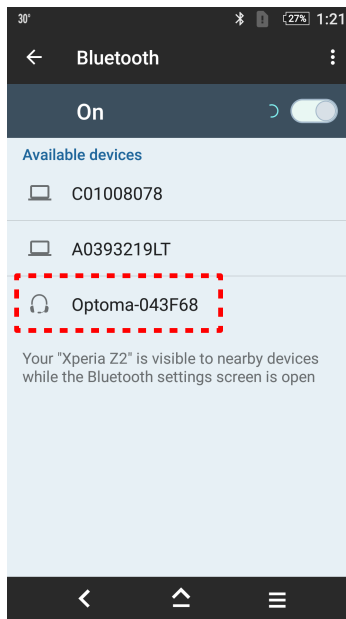 30°
27% 1:21
Bluetooth
On
Available devices
C01008078
A0393219LT
Optoma-043F68
Your "Xperia Z2" is visible to nearby devices
while the Bluetooth settings screen is open